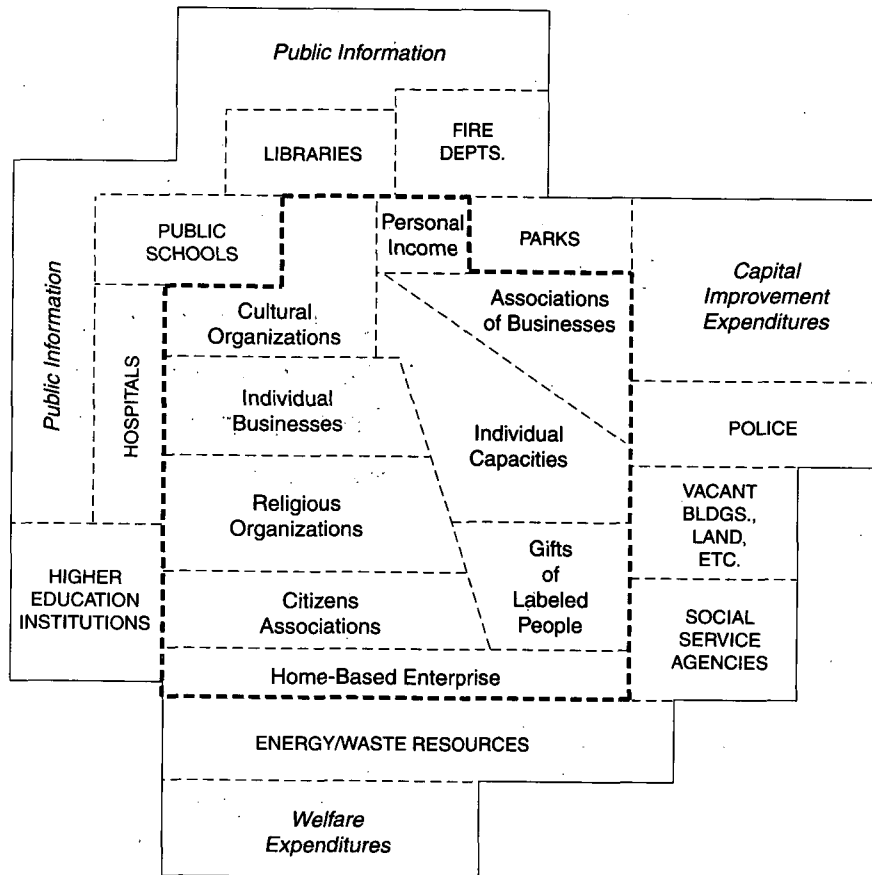 Public Information
LIBRARIES
FIRE
DEPTS.
PUBLIC
SCHOOLS
Personal
Income
PARKS
Capital
Improvement
Expenditures
Public Information
HOSPITALS
Cultural
Organizations
Associations
of Businesses
Individual
Businesses
Individual
Capacities
POLICE
Religious
Organizations
VACANT
BLDGS.,
LAND,
ETC.
HIGHER
EDUCATION
INSTITUTIONS
Citizens
Associations
Gifts
of
Labeled
People
SOCIAL
SERVICE
AGENCIES
Home-Based Enterprise
ENERGY/WASTE RESOURCES
Welfare
Expenditures